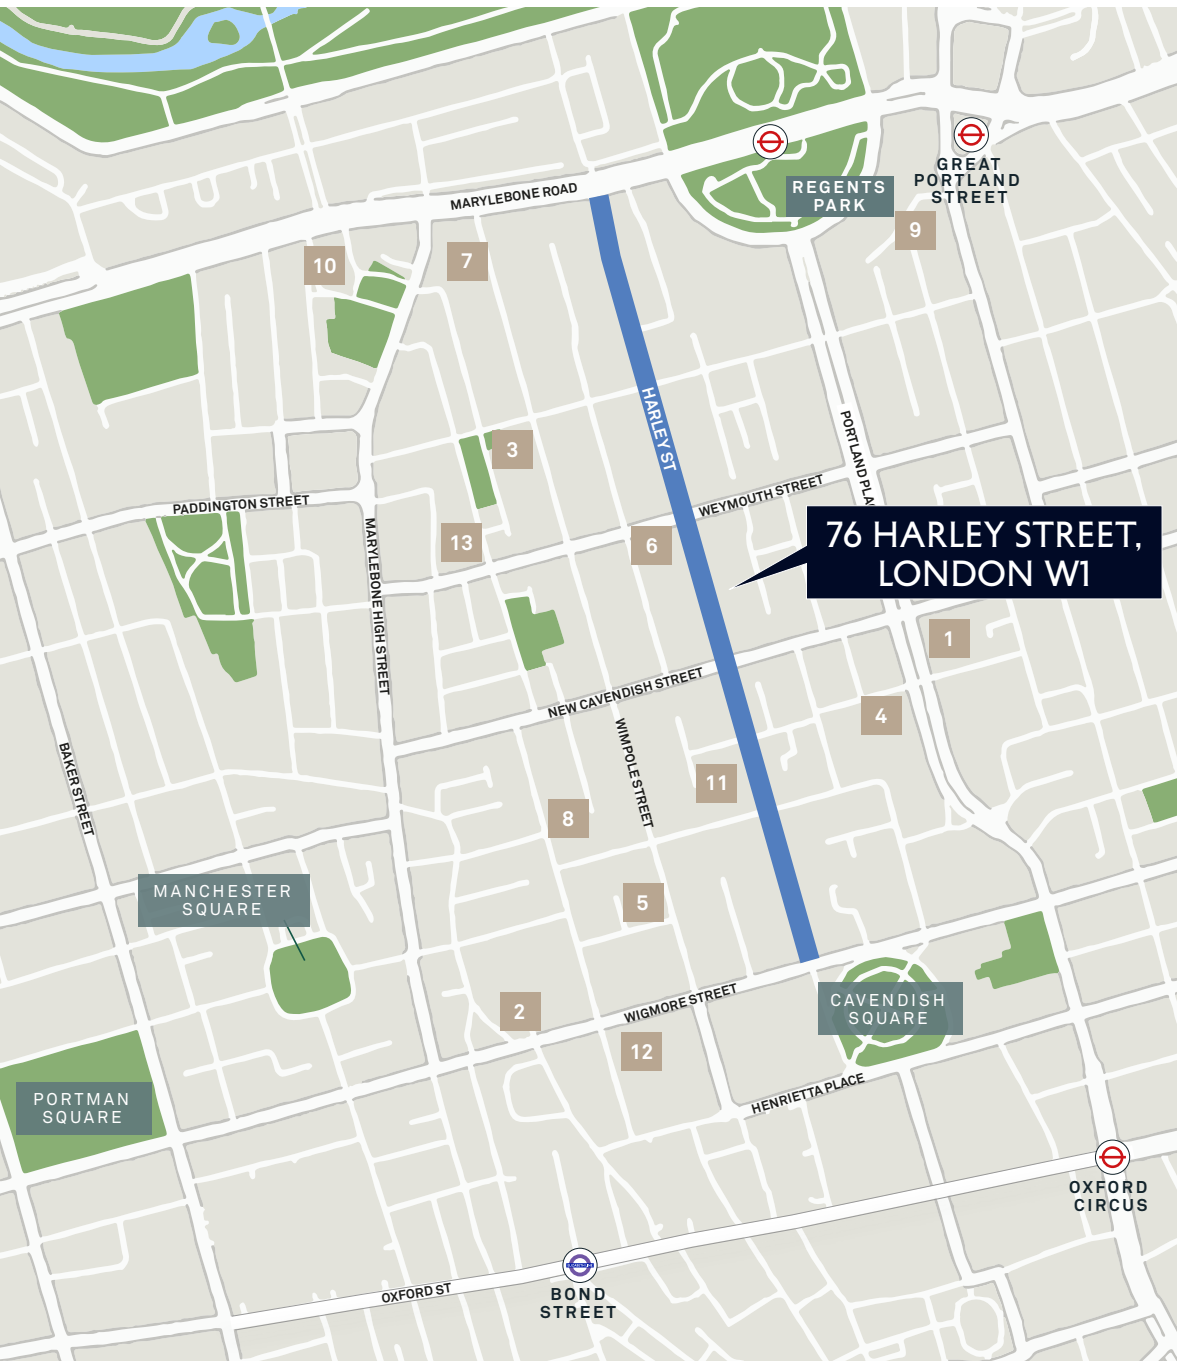 GREAT
PORTLAND
STREET
REGENTS
PARK
MARYLEBONE ROAD
9
10
7
HARLEY ST
PORTLAND
3
WEYMOUTH STREET
PADDINGTON STREET
76 HARLEY STREET,
LONDON W1
13
6
MARYLEBONE HIGH STREET
1
NEW CAVENDISH STREET
4
WIMPOLE STREET
BAKER STREET
11
8
MANCHESTER
SQUARE
5
WIGMORE STREET
2
CAVENDISH
SQUARE
12
PORTMAN
SQUARE
HENRIETTA PLACE
OXFORD
CIRCUS
OXFORD ST
BOND
STREET